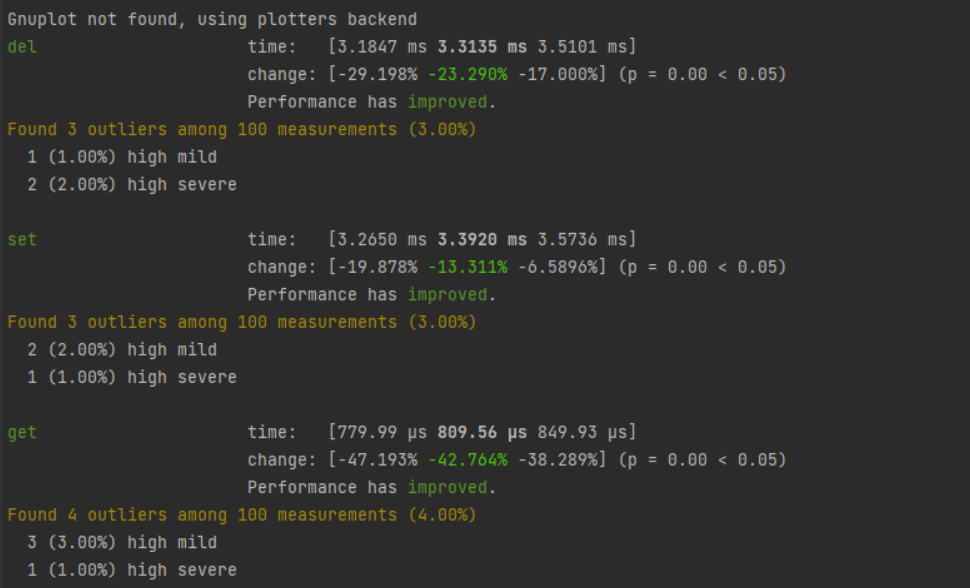 Gnuplot not found, using plotters backend
del                     time:   [3.1847 ms 3.3135 ms 3.5101 ms]
                        change: [-29.198% -23.290% -17.000%] (p = 0.00 < 0.05)
                        Performance has improved.
Found 3 outliers among 100 measurements (3.00%)
  1 (1.00%) high mild
  2 (2.00%) high severe

set                     time:   [3.2650 ms 3.3920 ms 3.5736 ms]
                        change: [-19.878% -13.311% -6.5896%] (p = 0.00 < 0.05)
                        Performance has improved.
Found 3 outliers among 100 measurements (3.00%)
  2 (2.00%) high mild
  1 (1.00%) high severe

get                     time:   [779.99 µs 809.56 µs 849.93 µs]
                        change: [-47.193% -42.764% -38.289%] (p = 0.00 < 0.05)
                        Performance has improved.
Found 4 outliers among 100 measurements (4.00%)
  3 (3.00%) high mild
  1 (1.00%) high severe